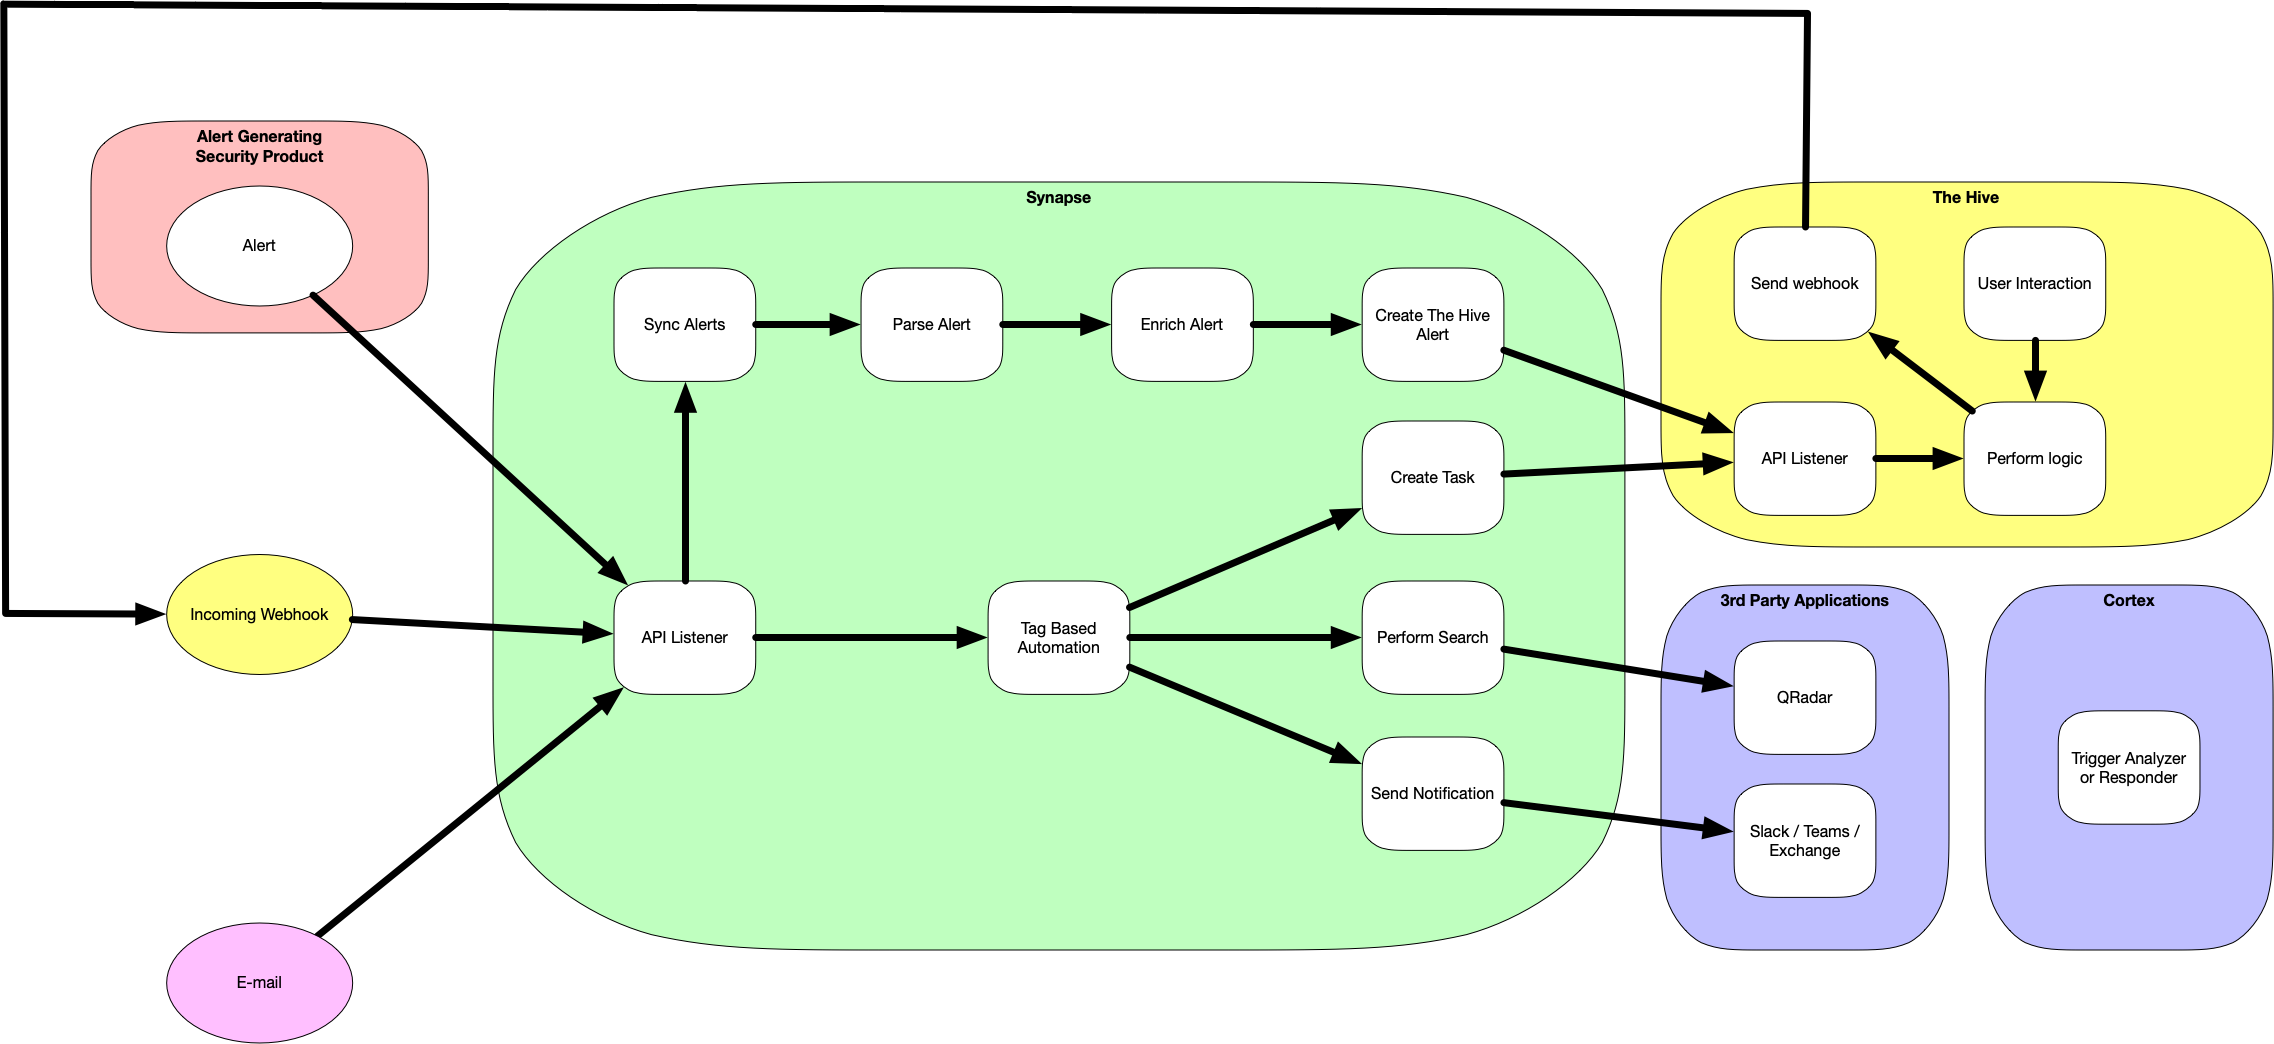 Alert Generating
Security Product
Alert
Synapse
The Hive
Sync Alerts
Parse Alert
Enrich Alert
Create The Hive
Alert
Send webhook
User Interaction
Create Task
API Listener
Perform logic
Incoming Webhook
API Listener
Tag Based
Automation
Perform Search
Send Notification
3rd Party Applications
QRadar
Slack / Teams /
Exchange
Cortex
Trigger Analyzer
or Responder
E-mail